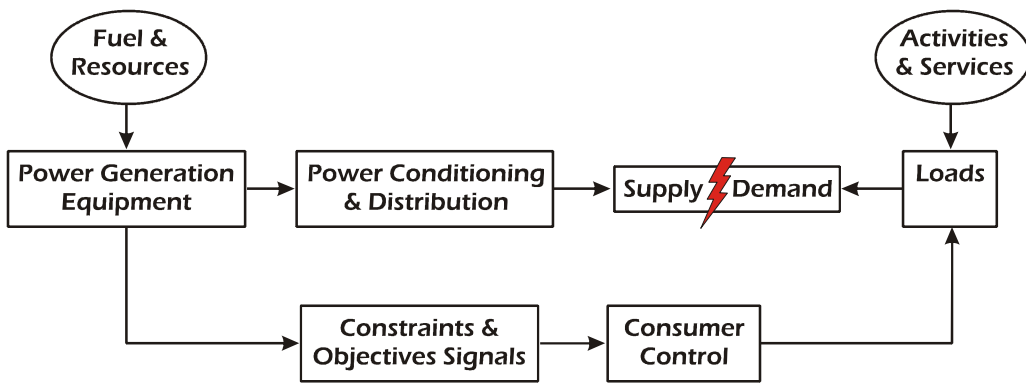 Fuel &
Resources
Activities
& Services
Power Generation
Equipment
Power Conditioning
& Distribution
Supply Demand
Loads
Constraints &
Objectives Signals
Consumer
Control